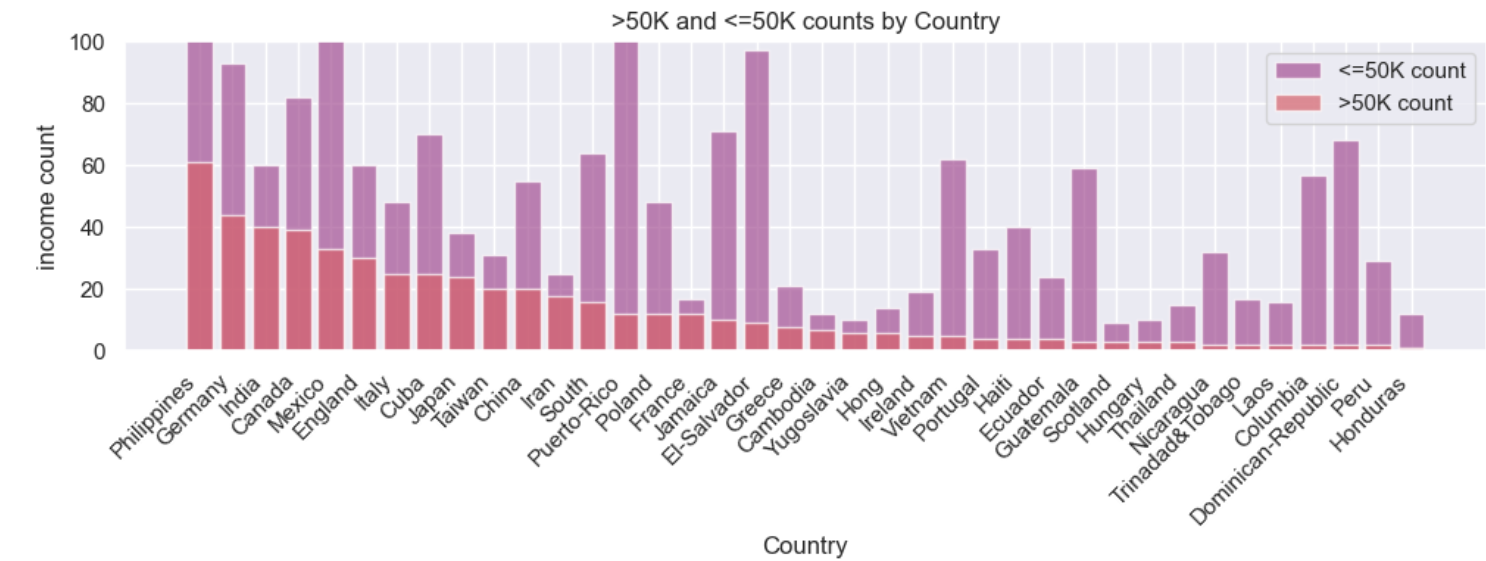 >50K and <=50K counts by Country
100
80
60
40
20
0
income count
<=50K count
>50K count
Philippines
Germany
India
Canada
Mexico
England
Italy
Cuba
Japan
Taiwan
China
Iran
South
Puerto-Rico
Poland
France
Jamaica
El-Salvador
Greece
Cambodia
Yugoslavia
Hong
Ireland
Vietnam
Portugal
Haiti
Ecuador
Guatemala
Scotland
Hungary
Thailand
Nicaragua
Trinadad&Tobago
Laos
Columbia
Dominican-Republic
Peru
Honduras
Country